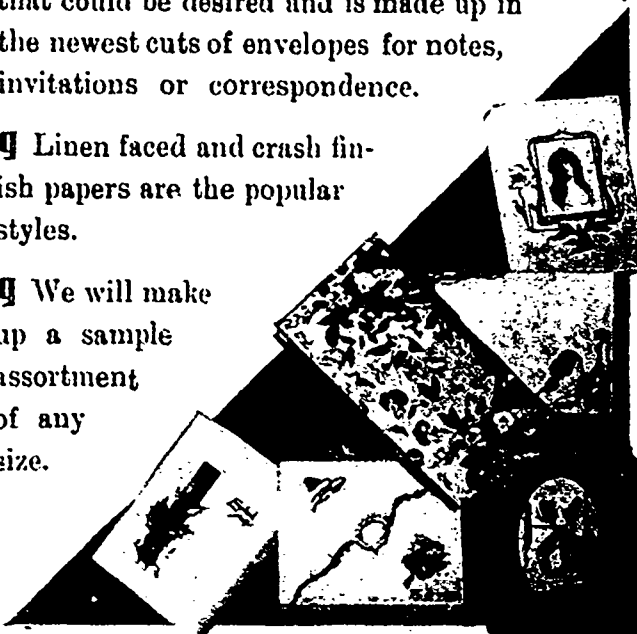 that could be desired and is made up in
the newest cuts of envelopes for notes,
invitations or correspondence.
¶ Linen faced and crash fin-
ish papers are the popular
styles.
¶ We will make
up a sample
assortment
of any
size.